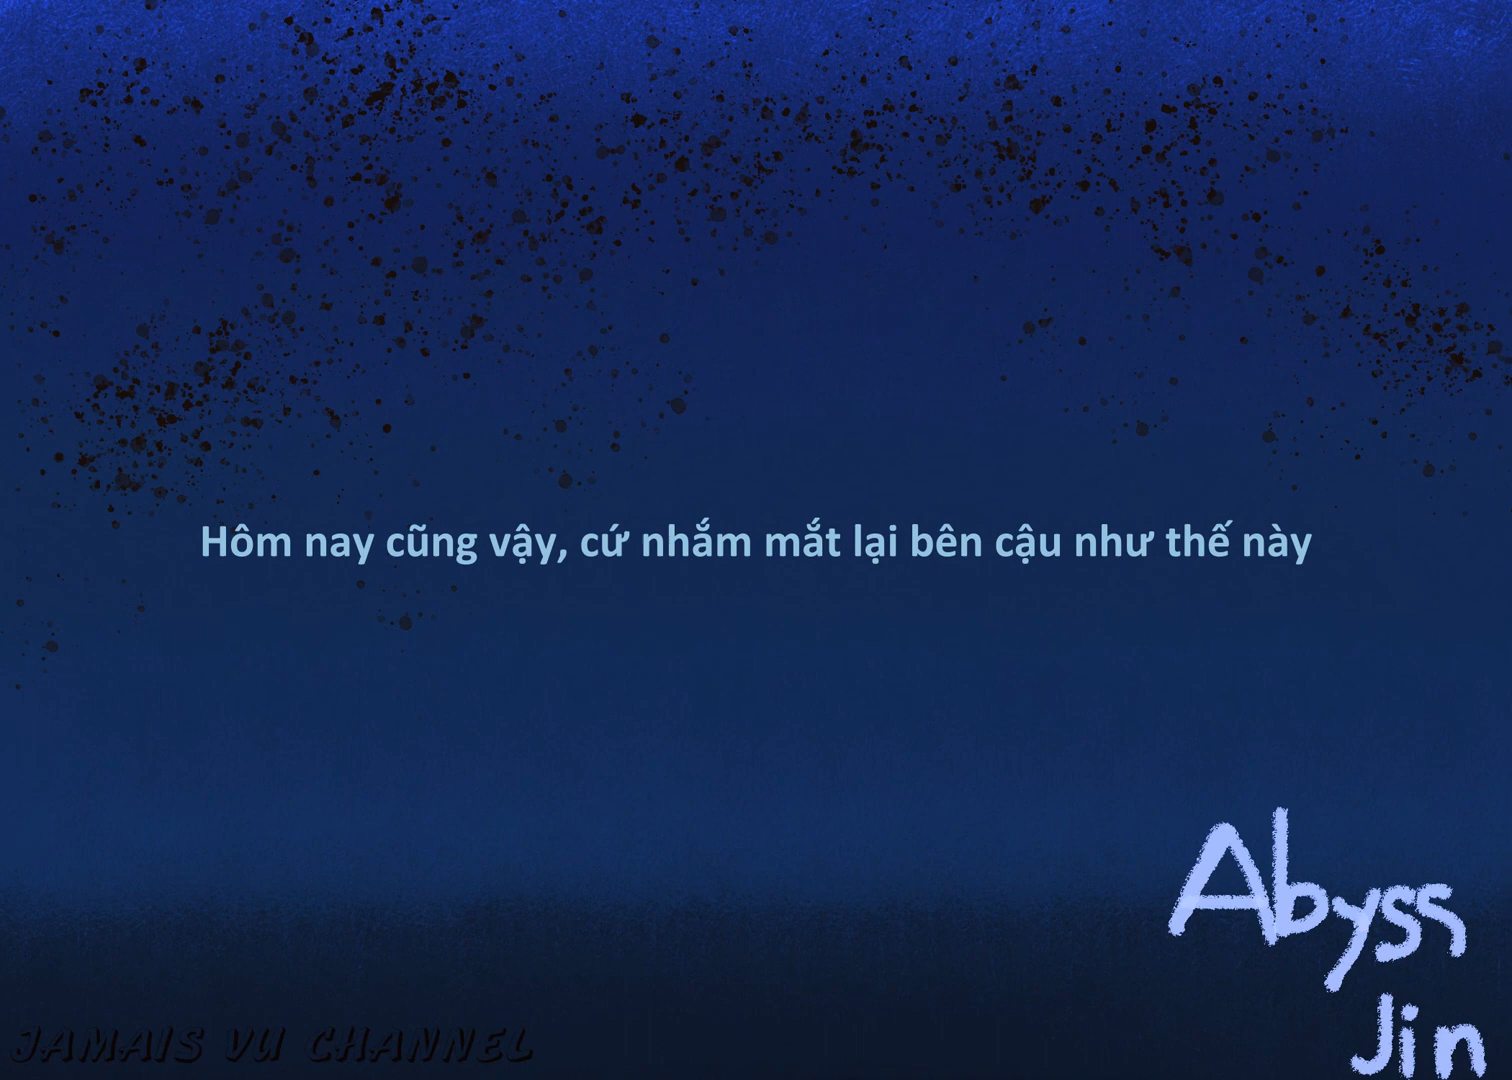 Hôm nay cũng vậy, cứ nhắm mắt lại bên cậu như thế này
Abyss
Jin
JAMAIS VU CHANNEL